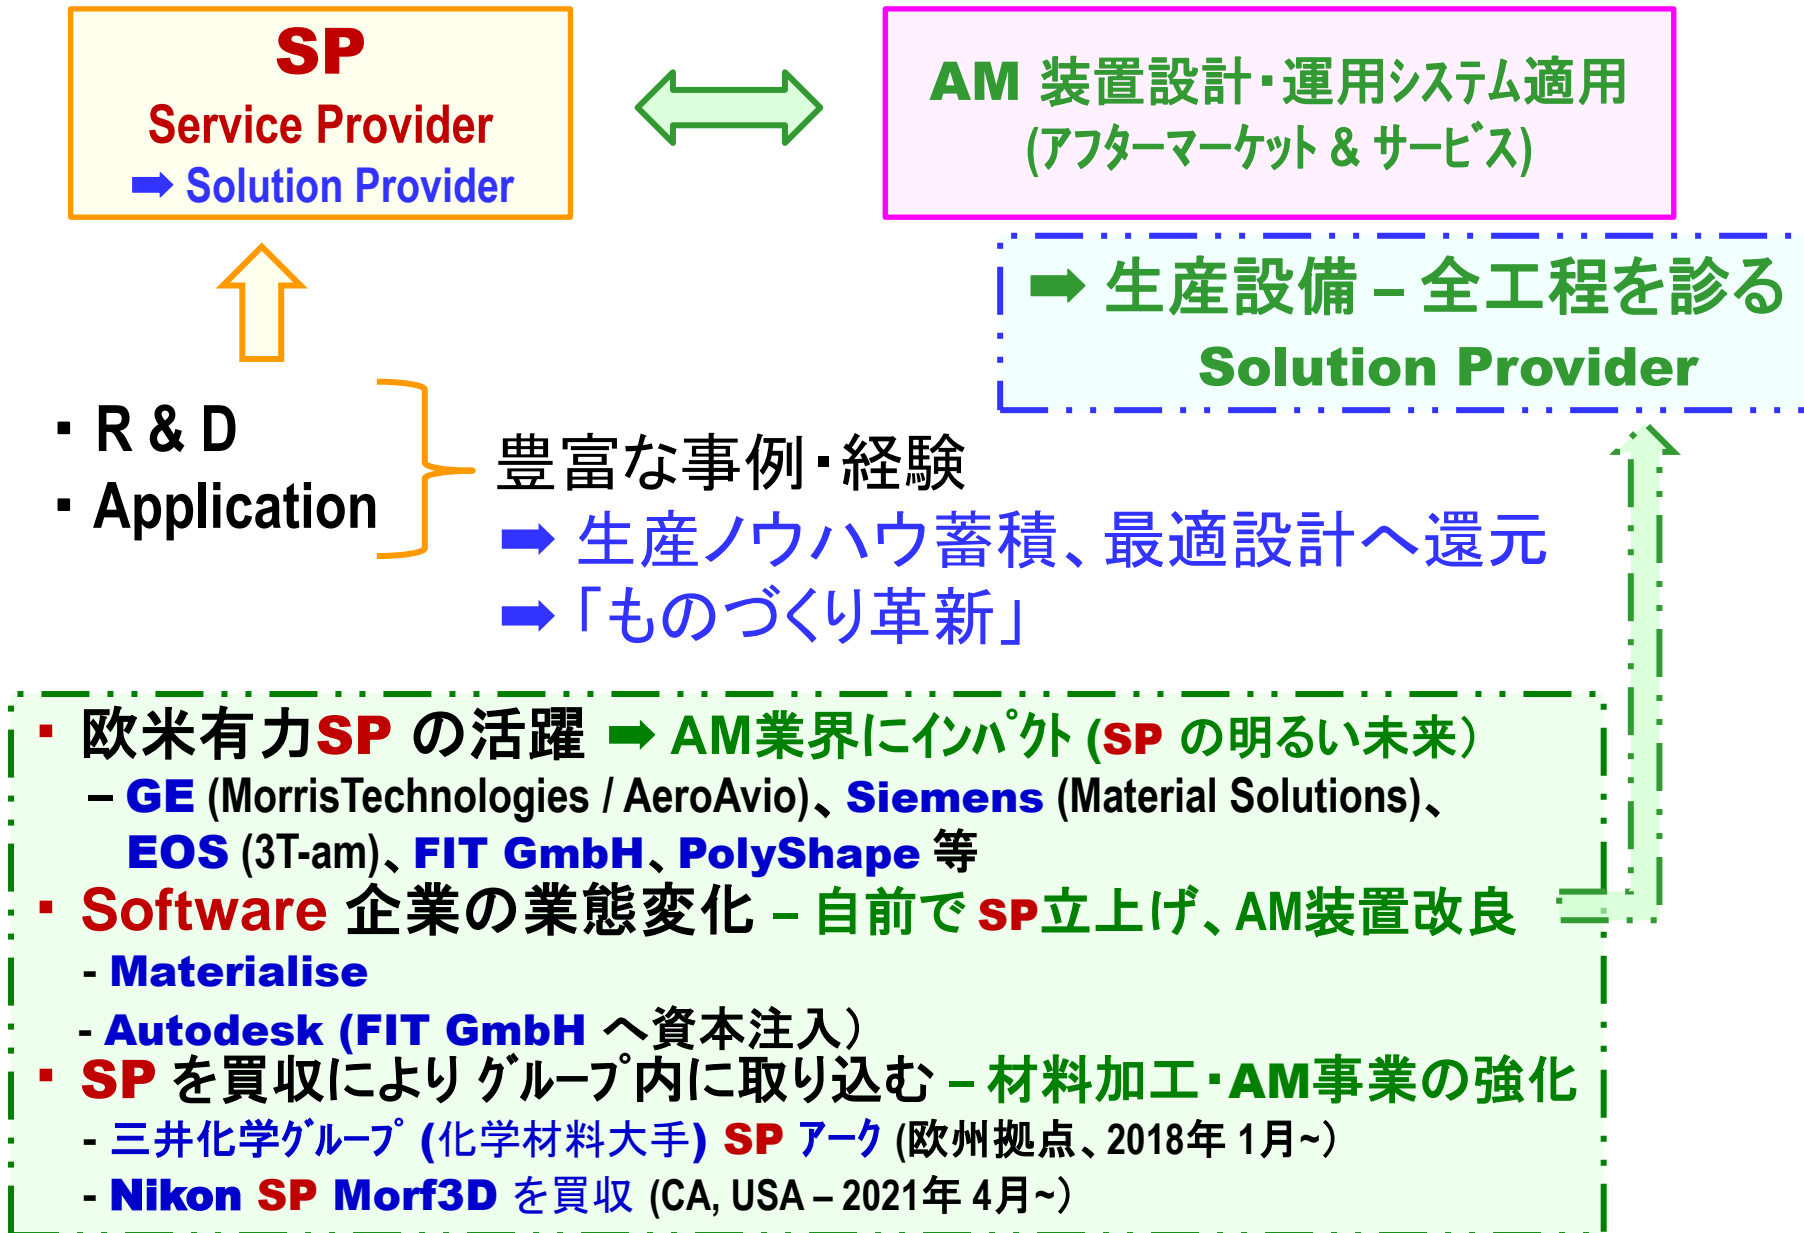 SP
Service Provider
➡ Solution Provider
AM 装置設計・運用ｼｽﾃﾑ適用
(ｱﾌﾀｰﾏｰｹｯﾄ & ｻｰﾋﾞｽ)
➡ 生産設備 – 全工程を診る
Solution Provider
▪ R & D
▪ Application
豊富な事例・経験
➡ 生産ノウハウ蓄積、最適設計へ還元
➡「ものづくり革新」
▪ 欧米有力SP の活躍 ➡ AM業界にｲﾝﾊﾟｸﾄ (SP の明るい未来）
– GE (MorrisTechnologies / AeroAvio)、Siemens (Material Solutions)、
EOS (3T-am)、FIT GmbH、PolyShape 等
▪ Software 企業の業態変化 – 自前で SP立上げ、AM装置改良
- Materialise
- Autodesk (FIT GmbH へ資本注入）
▪ SP を買収により ｸﾞﾙｰﾌﾟ内に取り込む – 材料加工・AM事業の強化
- 三井化学ｸﾞﾙｰﾌﾟ (化学材料大手) SP ｱｰｸ (欧州拠点、2018年 1月~）
- Nikon SP Morf3D を買収 (CA, USA – 2021年 4月~）